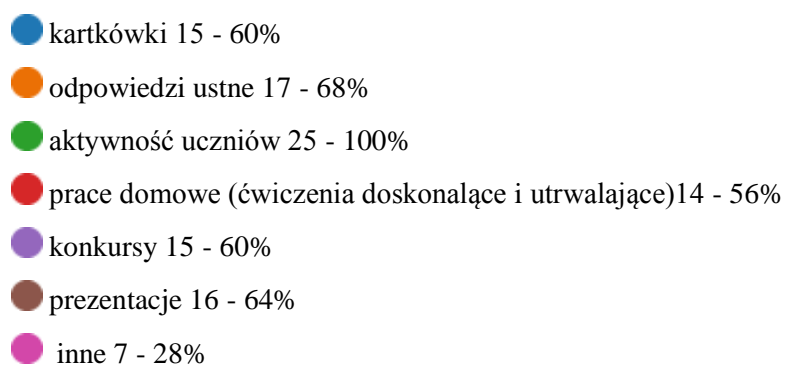 kartkówki 15 - 60%
odpowiedzi ustne 17 - 68%
aktywność uczniów 25 - 100%
prace domowe (ćwiczenia doskonalące i utrwalające)14 - 56%
konkursy 15 - 60%
prezentacje 16 - 64%
inne 7 - 28%